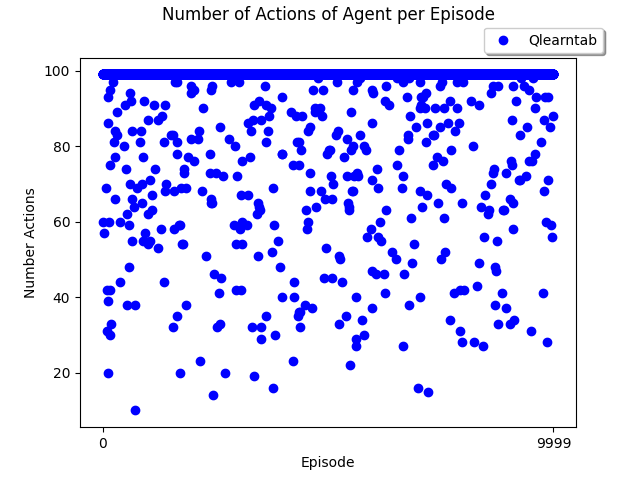 Number of Actions of Agent per Episode
Qlearntab
100
80
60
40
20
Number Actions
0
9999
Episode